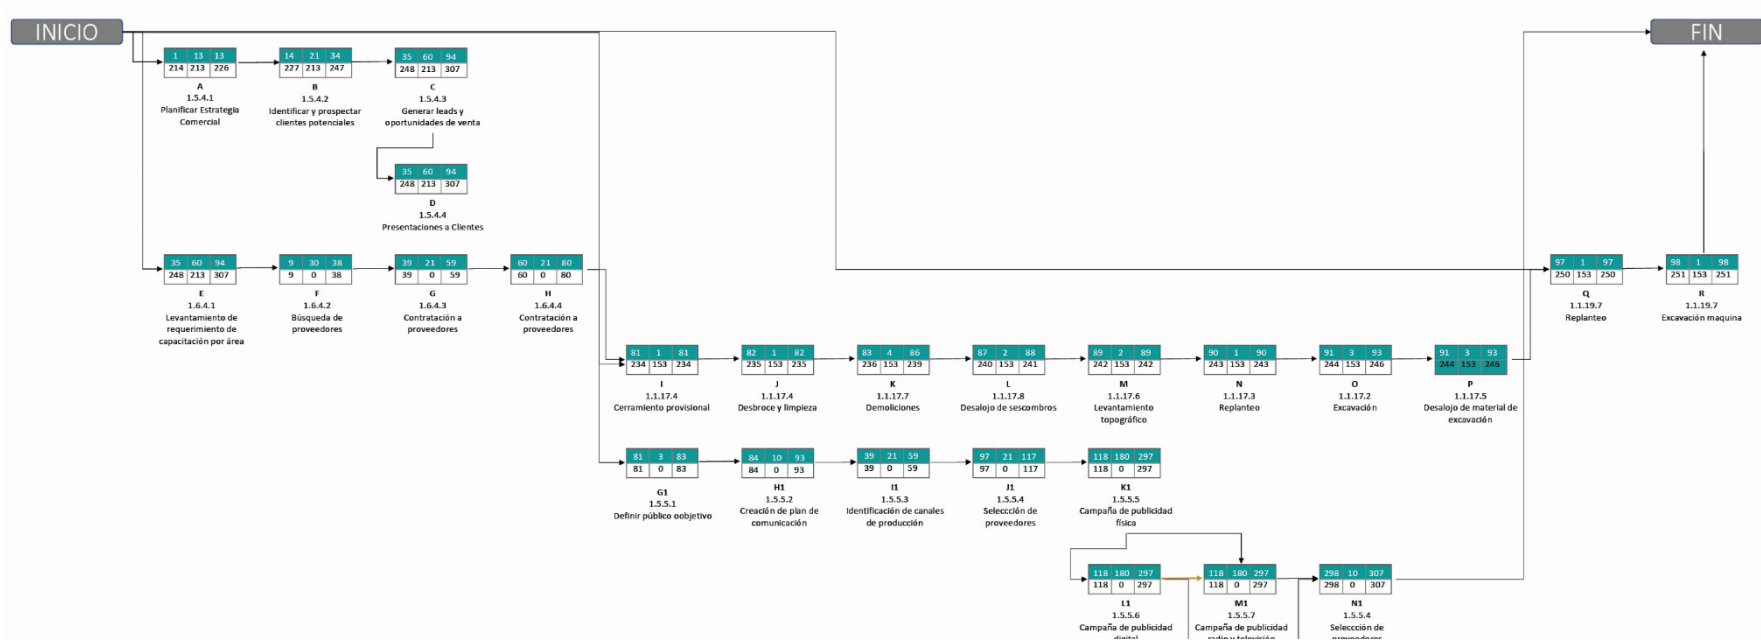 INICIO
FIN
1 13 13
214 213 226
A
1.5.4.1
Planificar Estrategia
Comercial
14 21 34
227 213 247
B
1.5.4.2
Identificar y prospectar
clientes potenciales
35 60 94
248 213 307
C
1.5.4.3
Generar leads y
oportunidades de venta
35 60 94
248 213 307
D
1.5.4.4
Presentaciones a Clientes
35 60 94
248 213 307
E
1.6.4.1
Levantamiento de
requerimiento de
capacitación por área
9 30 38
9 0 38
F
1.6.4.2
Búsqueda de
proveedores
39 21 59
39 0 59
G
1.6.4.3
Contratación a
proveedores
60 21 80
60 0 80
H
1.6.4.4
Contratación a
proveedores
97 1 97
250 153 250
Q
1.1.19.7
Replanteo
98 1 98
251 153 251
R
1.1.19.7
Excavación maquina
81 1 81
234 153 234
I
1.1.17.4
Cerramiento provisional
82 1 82
235 153 235
J
1.1.17.4
Desbroce y limpieza
83 4 86
236 153 239
K
1.1.17.7
Demoliciones
87 2 88
240 153 241
L
1.1.17.8
Desalojo de sescombros
89 2 89
242 153 242
M
1.1.17.6
Levantamiento
topográfico
90 1 90
243 153 243
N
1.1.17.3
Replanteo
91 3 93
244 153 246
O
1.1.17.2
Excavación
91 3 93
244 153 246
P
1.1.17.5
Desalojo de material de
excavación
81 3 83
81 0 83
G1
1.5.5.1
Definir público oobjetivo
84 10 93
84 0 93
H1
1.5.5.2
Creación de plan de
comunicación
39 21 59
39 0 59
I1
1.5.5.3
Identificación de canales
de producción
97 21 117
97 0 117
J1
1.5.5.4
Seleccción de
proveedores
118 180 297
118 0 297
K1
1.5.5.5
Campaña de publicidad
física
118 180 297
118 0 297
L1
1.5.5.6
Campaña de publicidad
digital
118 180 297
118 0 297
M1
1.5.5.7
Campaña de publicidad
radio y televisión
298 10 307
298 0 307
N1
1.5.5.4
Seleccción de
proveedores